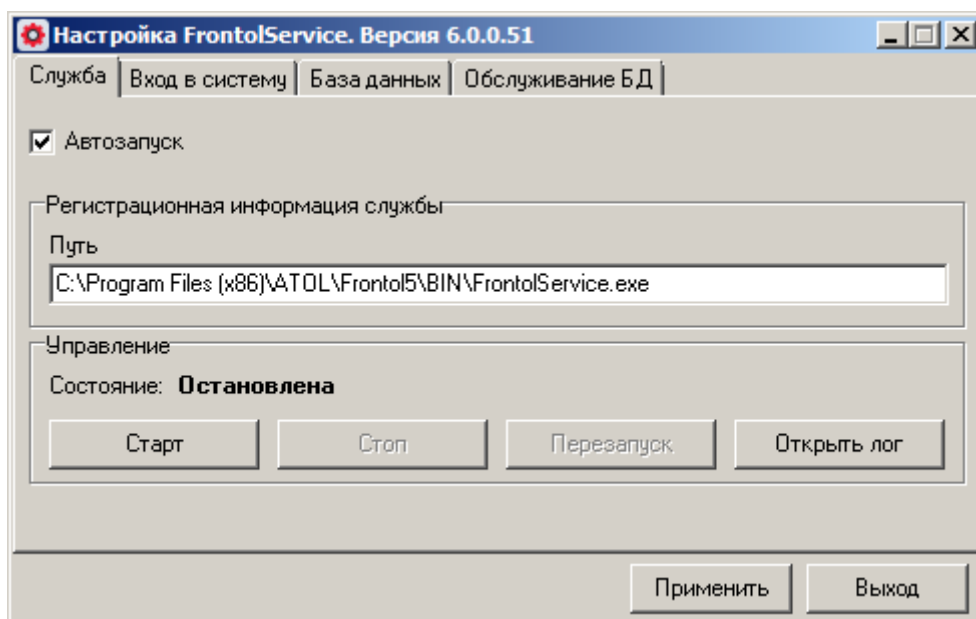 Настройка FrontolService. Версия 6.0.0.51
Служба Вход в систему База данных Обслуживание БД
Автозапуск
Регистрационная информация службы
Путь
C:\Program Files (x86)\ATOL\Frontol5\BIN\FrontolService.exe
Управление
Состояние: Остановлена
Старт Стоп Перезапуск Открыть лог
Применить Выход